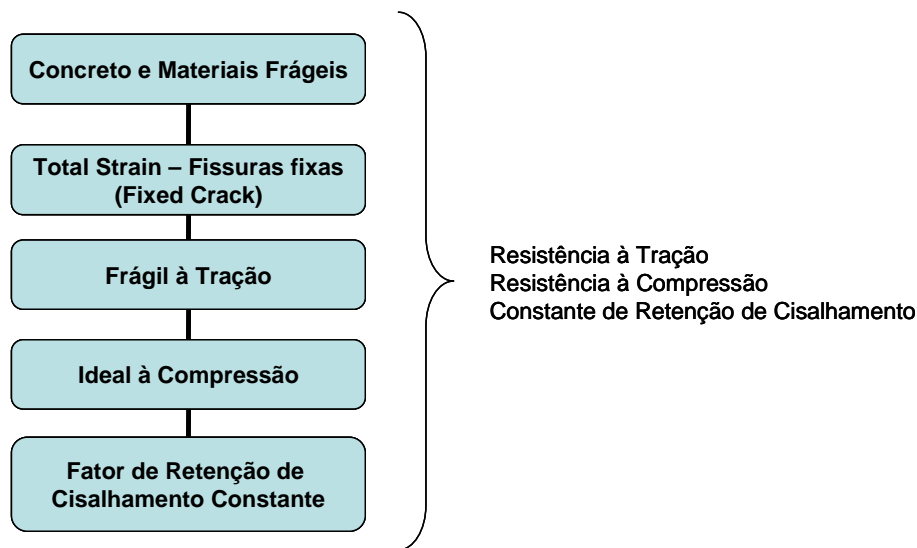 Concreto e Materiais Frágeis
Total Strain – Fissuras fixas
(Fixed Crack)
Frágil à Tração
Ideal à Compressão
Fator de Retenção de
Cisalhamento Constante
Resistência à Tração
Resistência à Compressão
Constante de Retenção de Cisalhamento